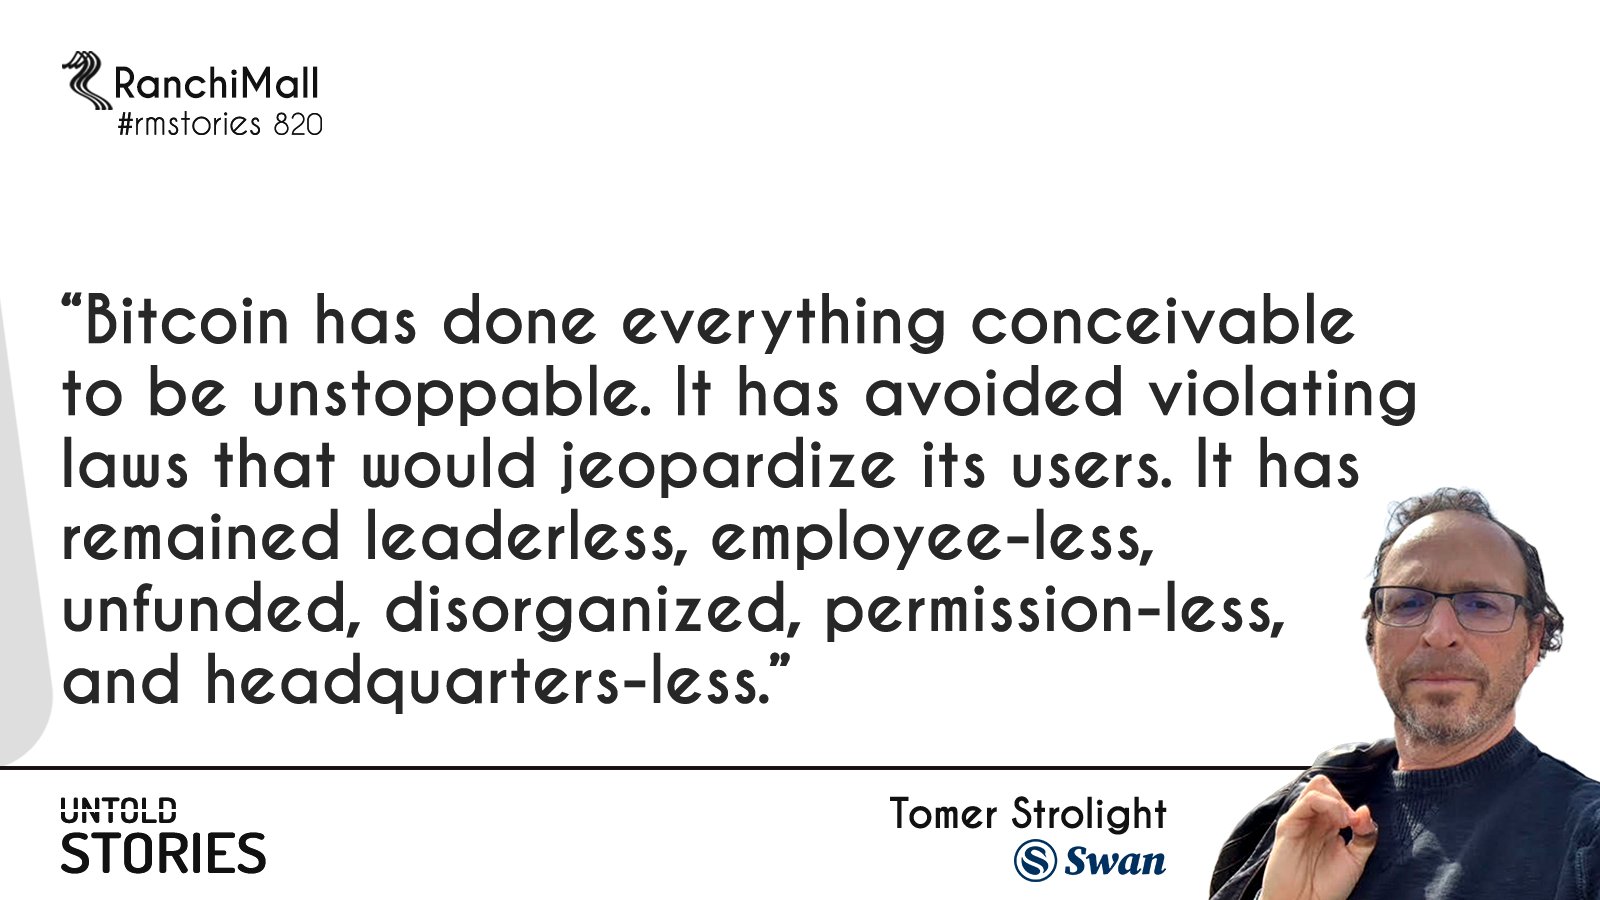 RanchiMall
#rmstories 820
“Bitcoin has done everything conceivable
to be unstoppable. It has avoided violating
laws that would jeopardize its users. It has
remained leaderless, employee-less,
unfunded, disorganized, permission-less,
and headquarters-less.”
UNTOLD
STORIES
Tomer Strolight
Swan